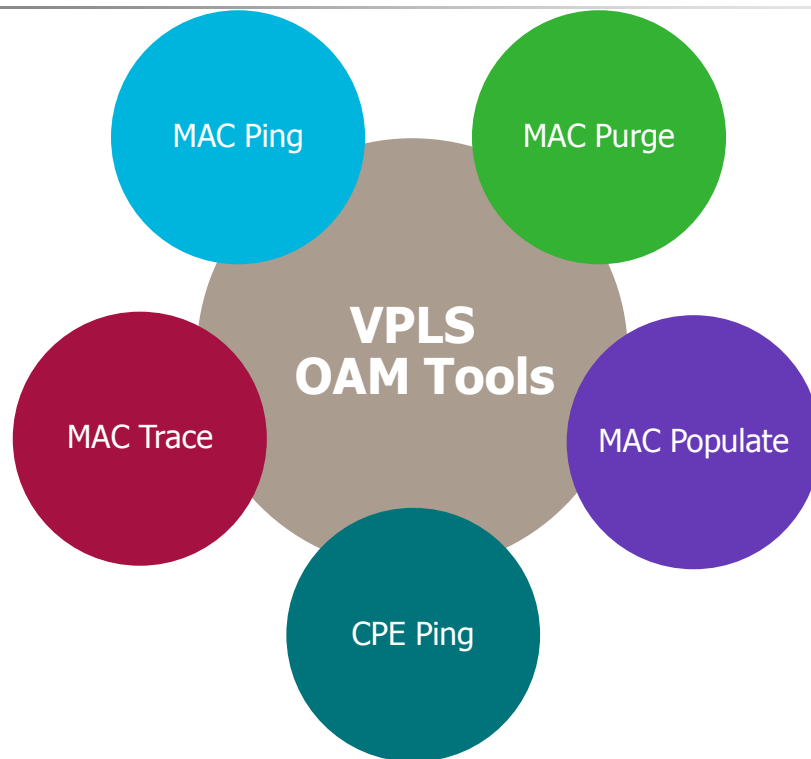 MAC Ping
MAC Purge
VPLS
OAM Tools
MAC Trace
MAC Populate
CPE Ping